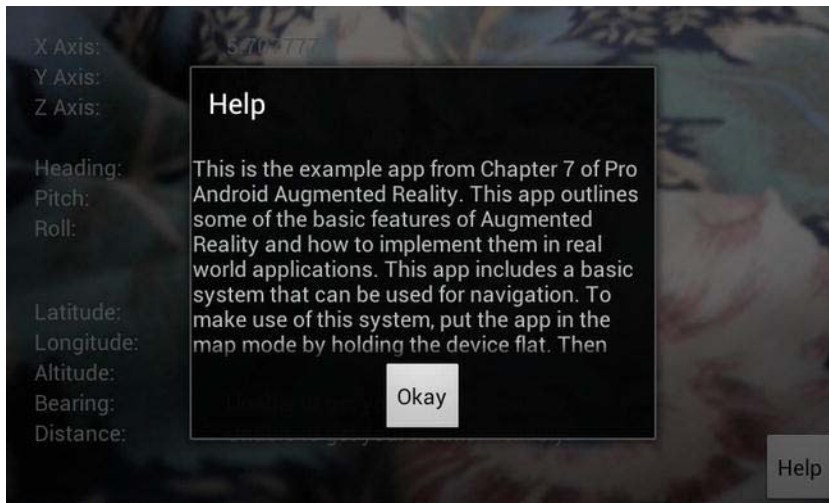 X Axis: 5.707777
Y Axis:
Z Axis:
Help
Heading:
Pitch:
Roll:
This is the example app from Chapter 7 of Pro
Android Augmented Reality. This app outlines
some of the basic features of Augmented
Reality and how to implement them in real
world applications. This app includes a basic
system that can be used for navigation. To
make use of this system, put the app in the
map mode by holding the device flat. Then
Okay
Latitude:
Longitude:
Altitude:
Bearing:
Distance:
Help